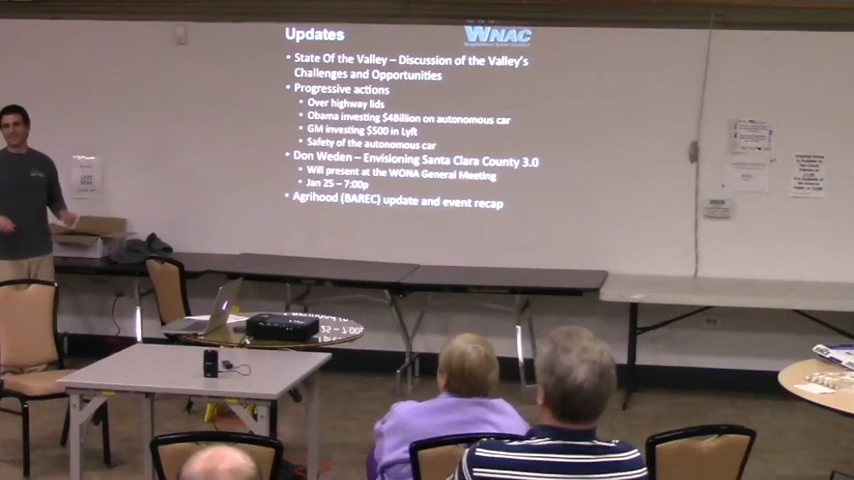 Updates
WNAC
• State Of the Valley – Discussion of the Valley's
Challenges and Opportunities
• Progressive actions
• Over highway lids
• Obama investing $4Billion on autonomous car
• GM investing $500 in Lyft
• Safety of the autonomous car
• Don Weden – Envisioning Santa Clara County 3.0
• Will present at the WONA General Meeting
• Jan 25 – 7:00p
• Agrihood (BAREC) update and event recap